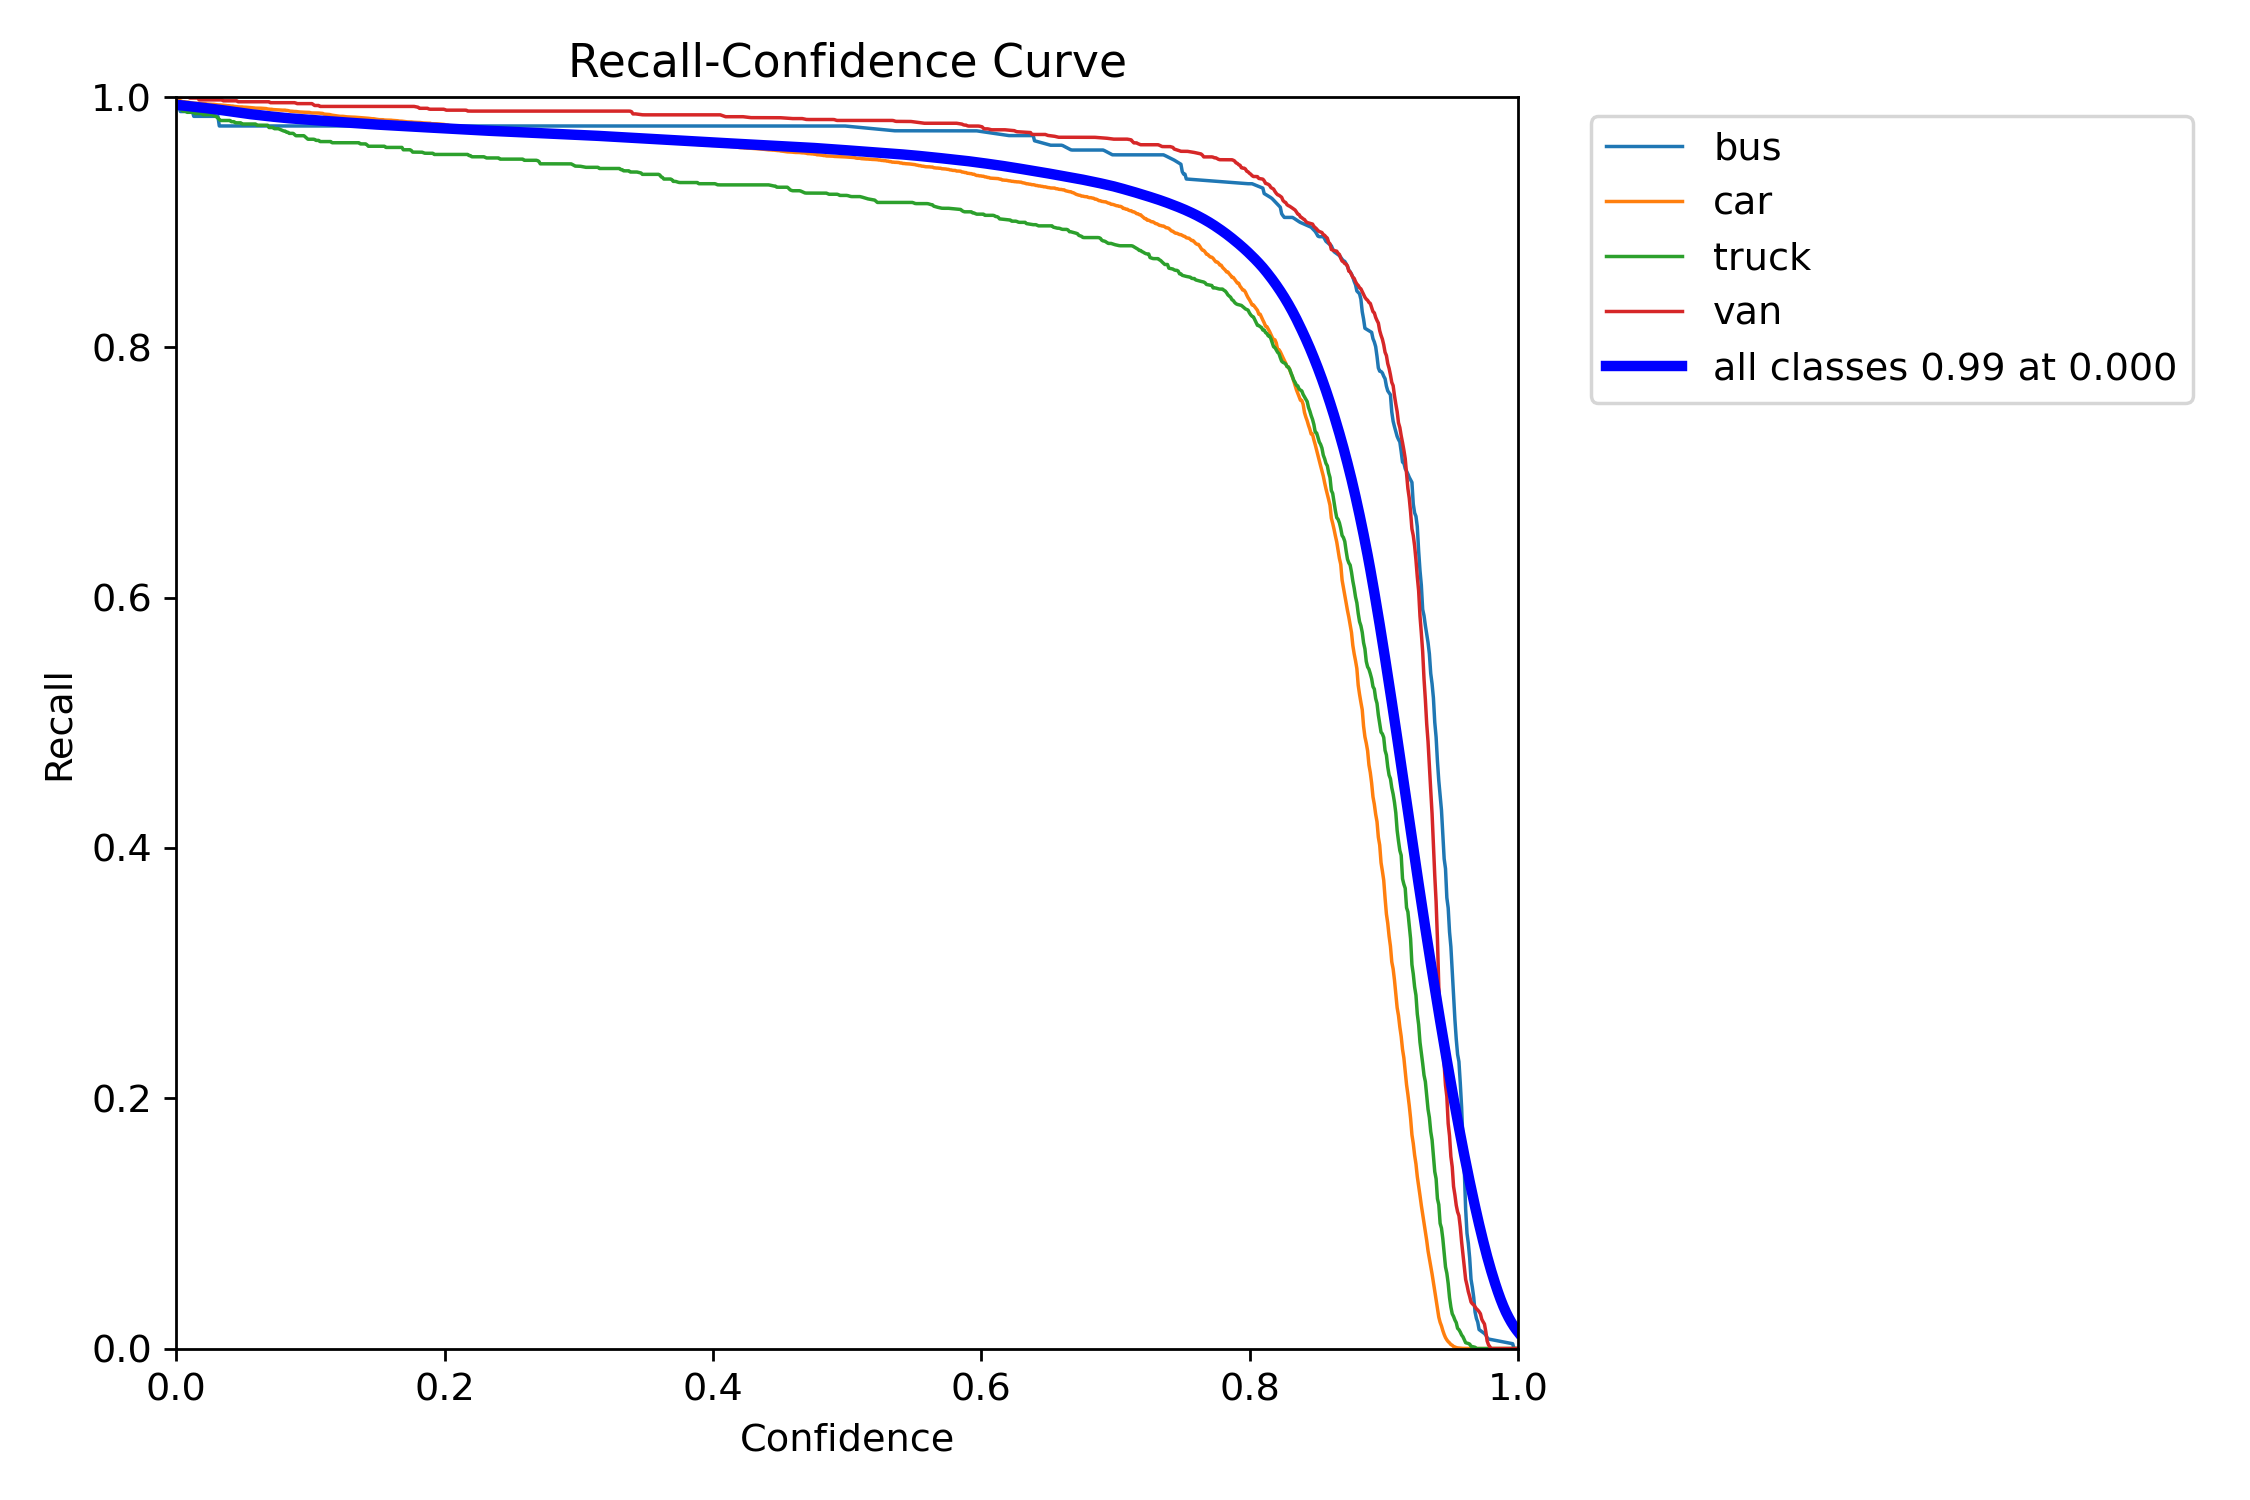 Recall-Confidence Curve
1.0
0.8
0.6
0.4
0.2
0.0
Recall
0.0 0.2 0.4 0.6 0.8 1.0
Confidence
bus
car
truck
van
all classes 0.99 at 0.000